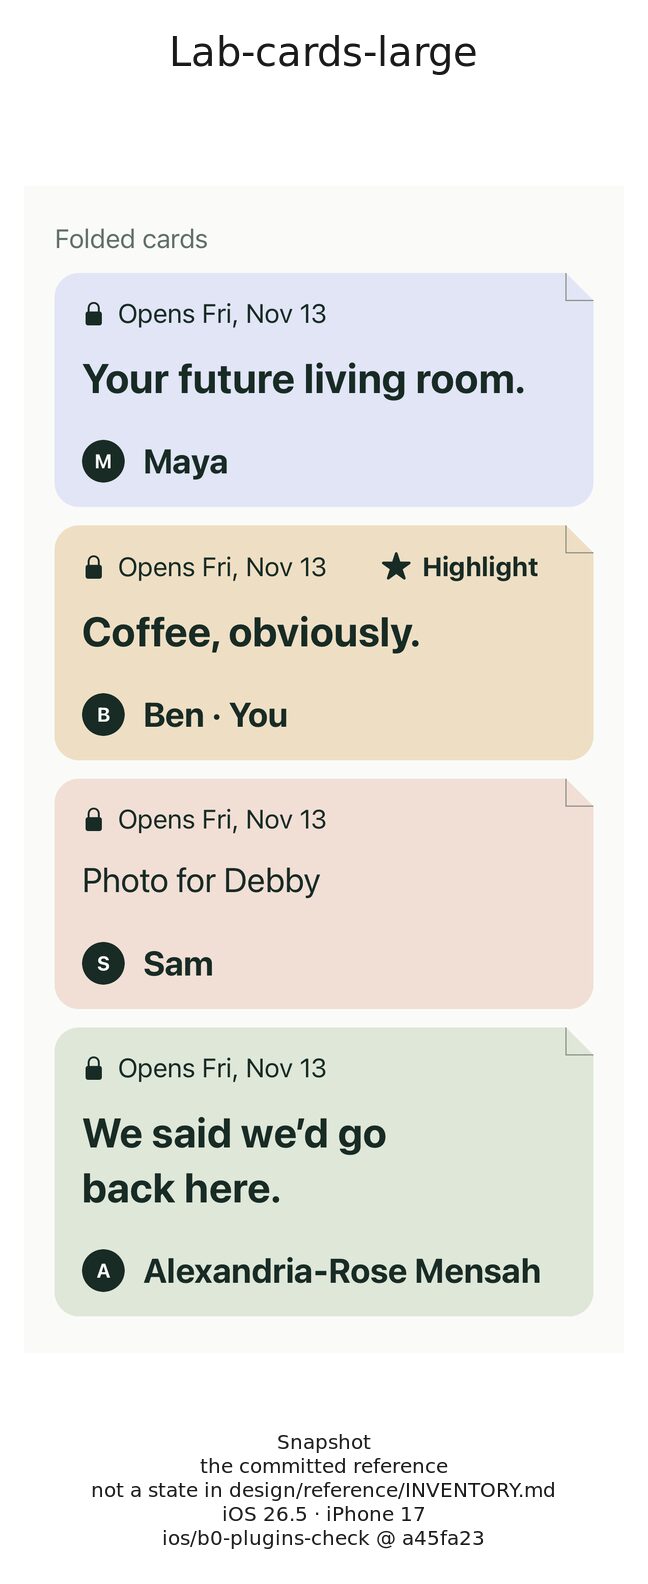 Lab-cards-large
Folded cards
Opens Fri, Nov 13
Your future living room.
M Maya
Opens Fri, Nov 13 Highlight
Coffee, obviously.
B Ben · You
Opens Fri, Nov 13
Photo for Debby
S Sam
Opens Fri, Nov 13
We said we’d go
back here.
A Alexandria-Rose Mensah
Snapshot
the committed reference
not a state in design/reference/INVENTORY.md
iOS 26.5 · iPhone 17
ios/b0-plugins-check @ a45fa23